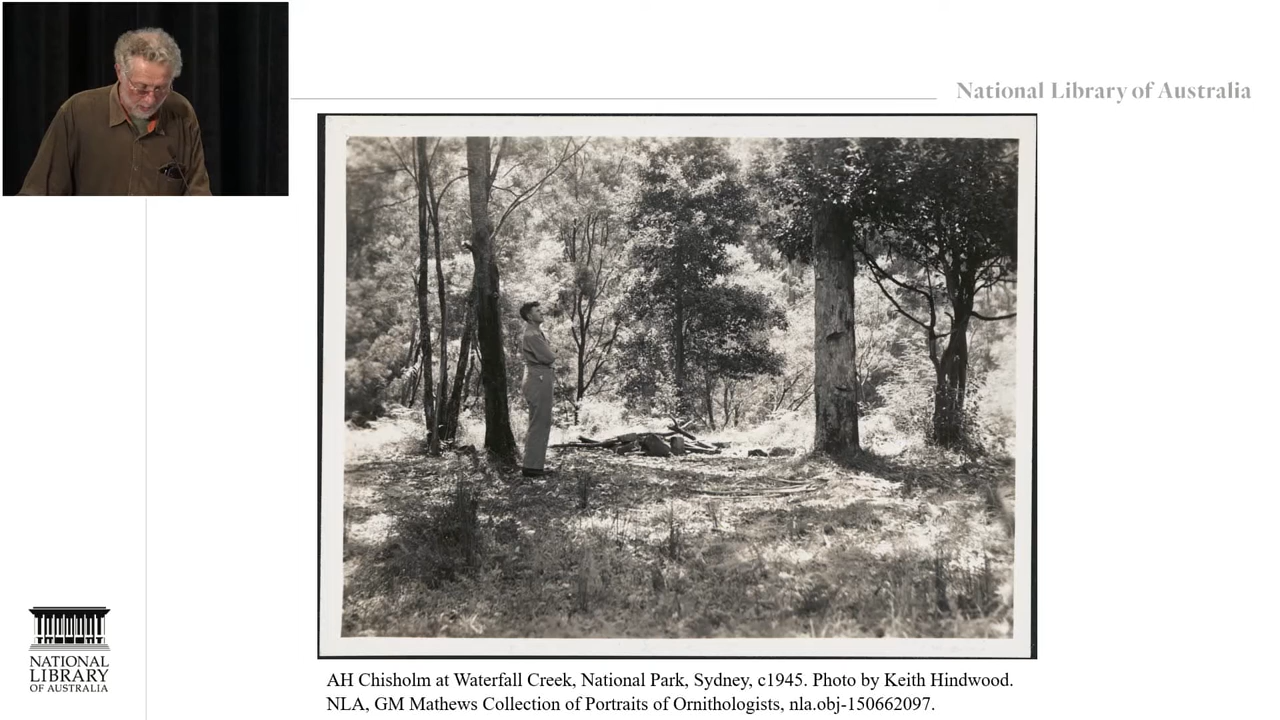 National Library of Australia
NATIONAL
LIBRARY
OF AUSTRALIA
AH Chisholm at Waterfall Creek, National Park, Sydney, c1945. Photo by Keith Hindwood.
NLA, GM Mathews Collection of Portraits of Ornithologists, nla.obj-150662097.